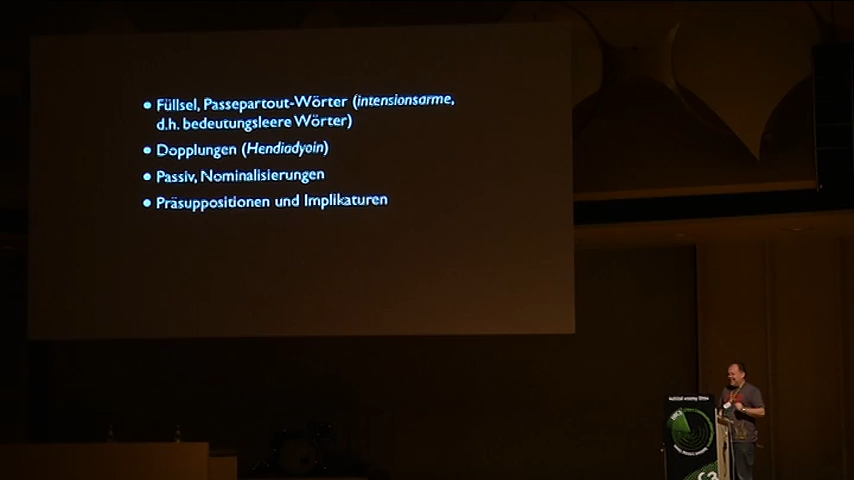 • Füllsel, Passepartout-Wörter (intensionsarme,
d.h. bedeutungsleere Wörter)
• Dopplungen (Hendiadyoin)
• Passiv, Nominalisierungen
• Präsuppositionen und Implikaturen